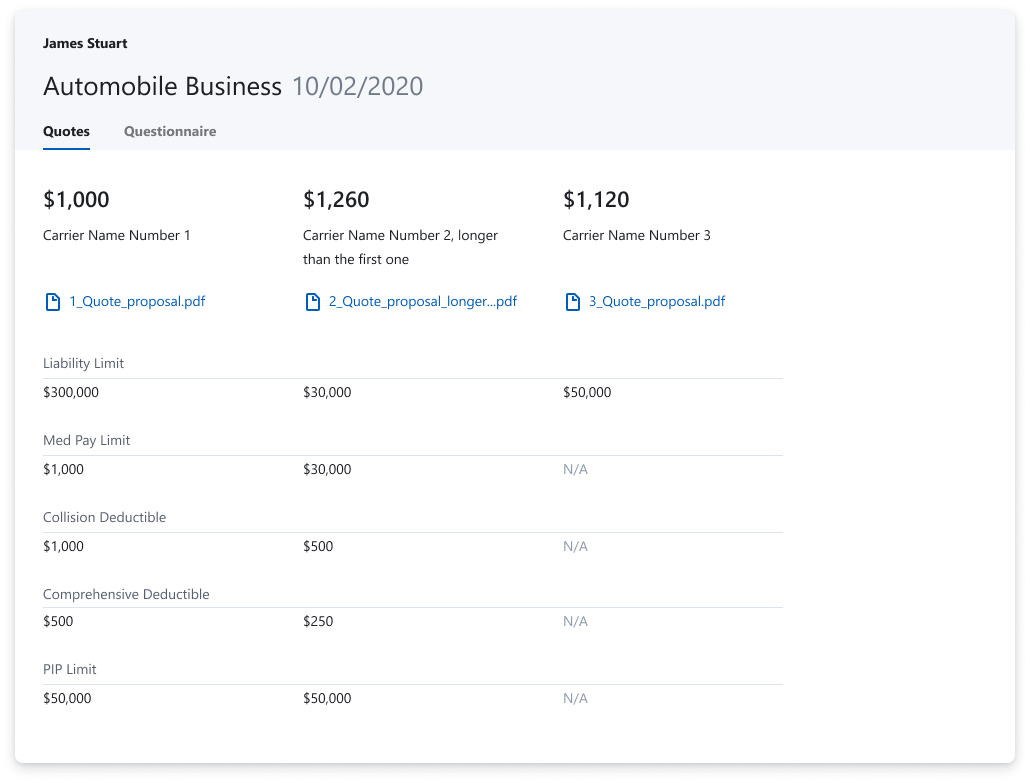 James Stuart
Automobile Business 10/02/2020
Quotes Questionnaire
$1,000 $1,260 $1,120
Carrier Name Number 1 Carrier Name Number 2, longer Carrier Name Number 3
than the first one
1_Quote_proposal.pdf 2_Quote_proposal_longer...pdf 3_Quote_proposal.pdf
Liability Limit
$300,000 $30,000 $50,000
Med Pay Limit
$1,000 $30,000 N/A
Collision Deductible
$1,000 $500 N/A
Comprehensive Deductible
$500 $250 N/A
PIP Limit
$50,000 $50,000 N/A